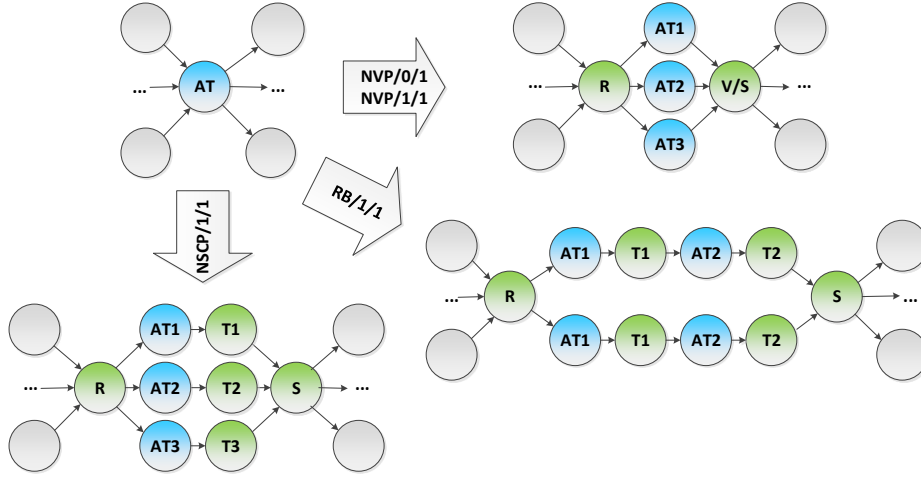 ... AT ...
NVP/0/1
NVP/1/1
RB/1/1
NSCP/1/1
AT1
... R AT2 V/S ...
AT3
AT1 T1 AT2 T2
... R S ...
AT1 T1 AT2 T2
AT1 T1
... R AT2 T2 S ...
AT3 T3